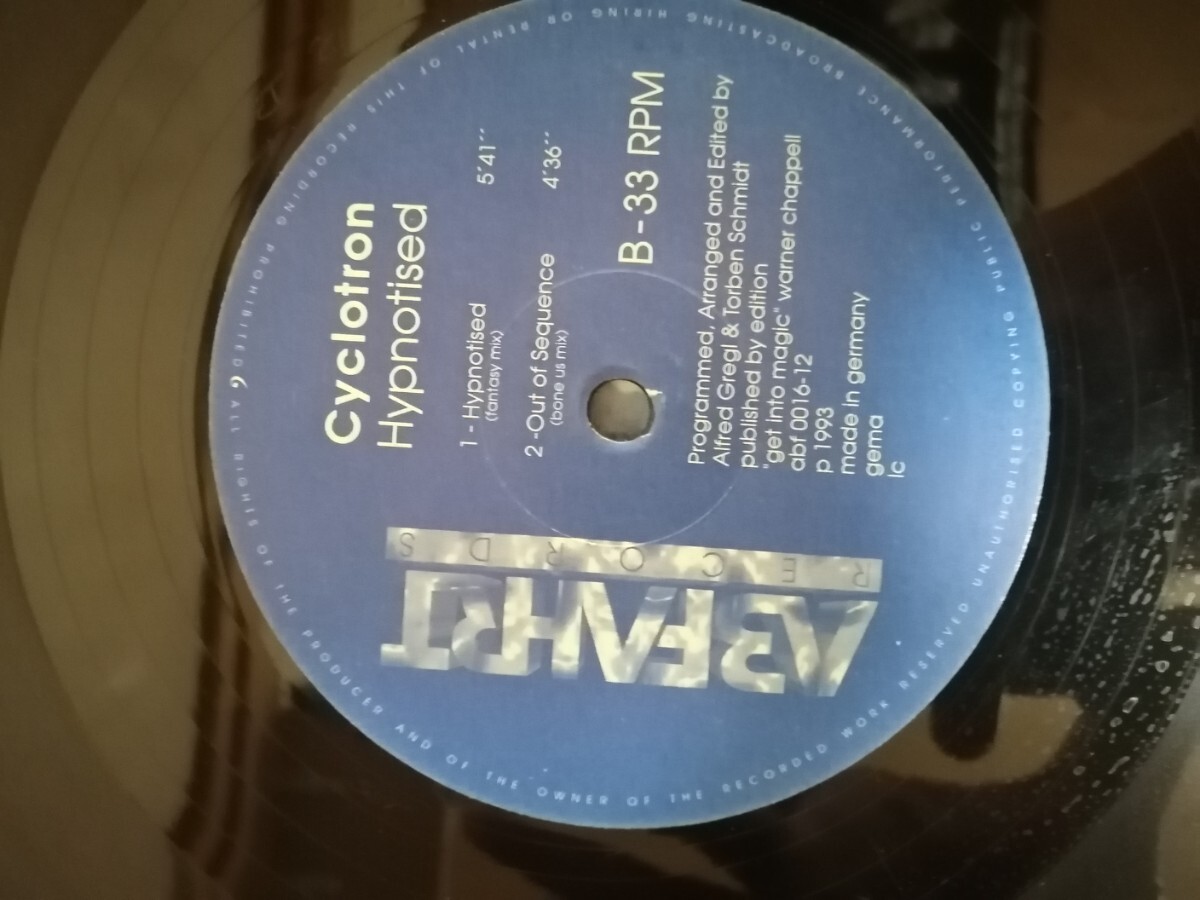 Cyclotron
Hypnotised
1 - Hypnotised 5´41´´
(fantasy mix)
2 -Out of Sequence 4´36´´
(bone us mix)
B - 33 RPM
Programmed, Arranged and Edited by
Alfred Gregl & Torben Schmidt
published by edition
"get into magic" warner chappell
abf 0016-12
p 1993
made in germany
gema
lc
ABFAHRT
RECORDS
ALL RIGHTS OF THE PRODUCER AND OF THE OWNER OF THE RECORDED WORK RESERVED UNAUTHORISED COPYING PUBLIC PERFORMANCE BROADCASTING HIRING OR RENTAL OF THIS RECORDING PROHIBITED